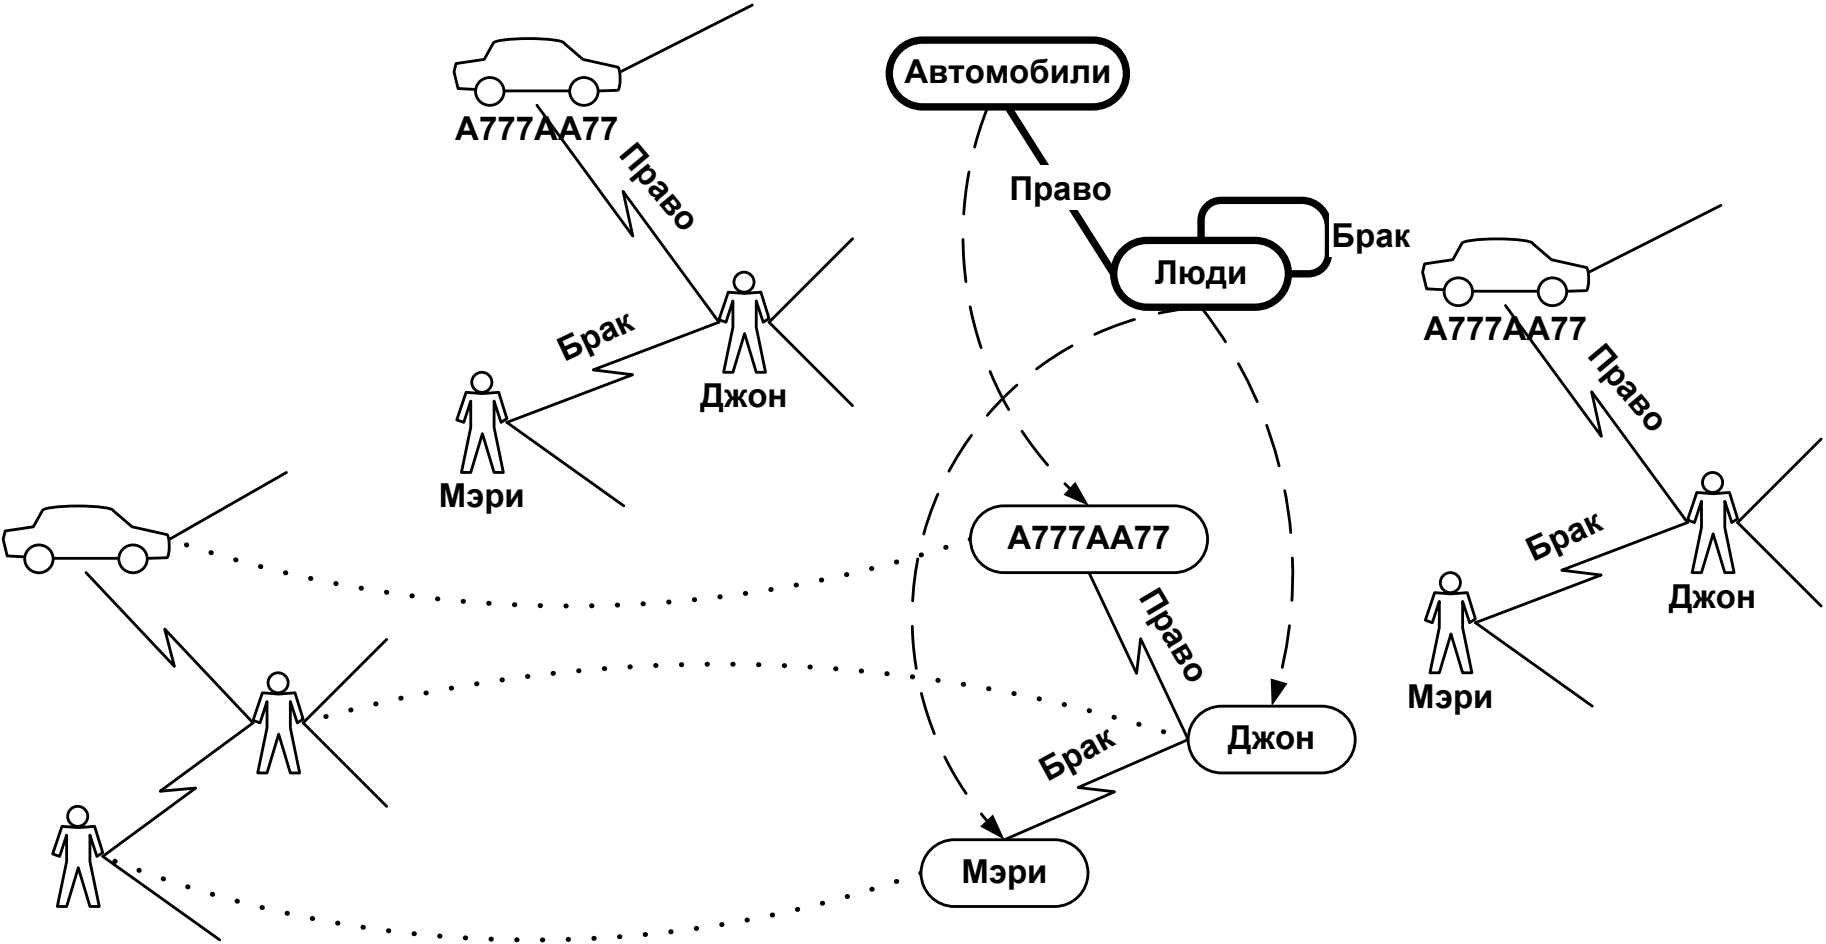 А777АА77
Право
Брак
Джон
Мэри
Автомобили
Право
Брак
Люди
А777АА77
Право
Брак
Джон
Мэри
А777АА77
Право
Брак
Джон
Мэри